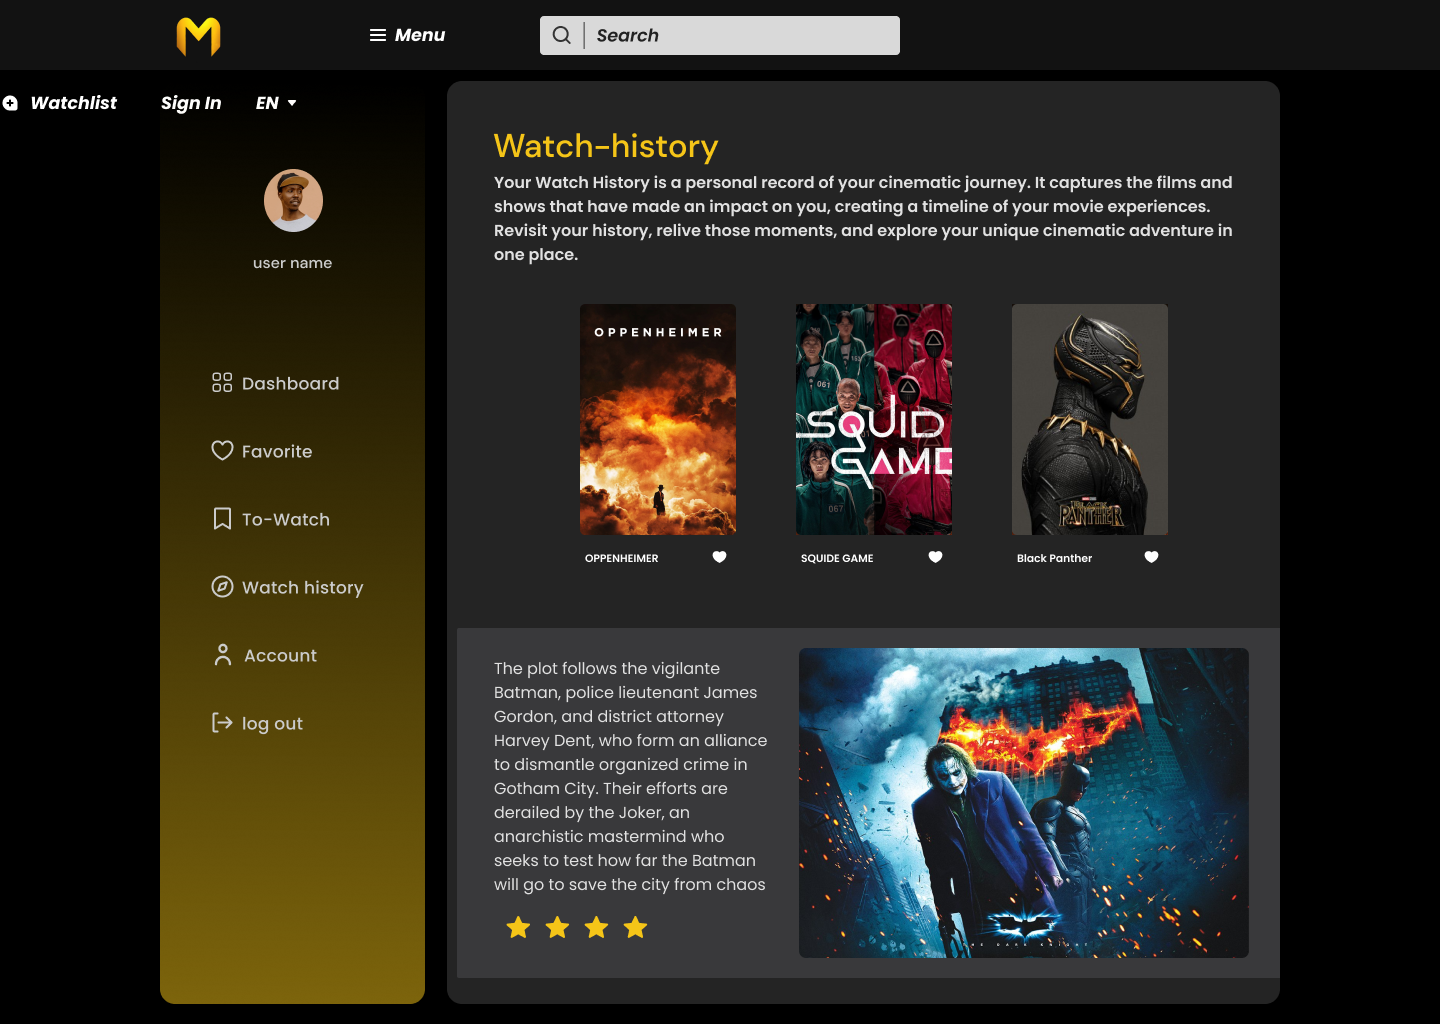 Menu
Search
Watchlist
Sign In
EN
user name
Dashboard
Favorite
To-Watch
Watch history
Account
log out
Watch-history
Your Watch History is a personal record of your cinematic journey. It captures the films and
shows that have made an impact on you, creating a timeline of your movie experiences.
Revisit your history, relive those moments, and explore your unique cinematic adventure in
one place.
OPPENHEIMER
061
SQUID
GAME
067
BLACK
PANTHER
OPPENHEIMER
SQUIDE GAME
Black Panther
The plot follows the vigilante
Batman, police lieutenant James
Gordon, and district attorney
Harvey Dent, who form an alliance
to dismantle organized crime in
Gotham City. Their efforts are
derailed by the Joker, an
anarchistic mastermind who
seeks to test how far the Batman
will go to save the city from chaos
THE DARK KNIGHT